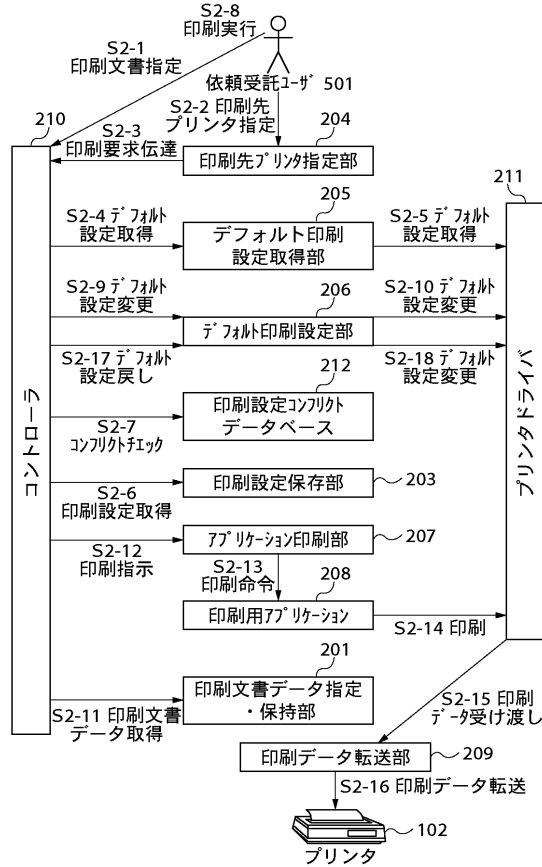 S2-8
印刷実行
S2-1
印刷文書指定
依頼受託ﾕｰｻﾞ 501
S2-2 印刷先
プリンタ指定
210
S2-3
印刷要求伝達
204
印刷先ﾌﾟﾘﾝﾀ指定部
211
205
S2-4 ﾃﾞﾌｫﾙﾄ
設定取得
デフォルト印刷
設定取得部
S2-5 ﾃﾞﾌｫﾙﾄ
設定取得
S2-9 ﾃﾞﾌｫﾙﾄ
設定変更
206
S2-10 ﾃﾞﾌｫﾙﾄ
設定変更
ﾃﾞﾌｫﾙﾄ印刷設定部
S2-17 ﾃﾞﾌｫﾙﾄ
設定戻し
S2-18 ﾃﾞﾌｫﾙﾄ
設定変更
212
印刷設定ｺﾝﾌﾘｸﾄ
データベース
S2-7
ｺﾝﾌﾘｸﾄﾁｪｯｸ
コントローラ
プリンタドライバ
印刷設定保存部
203
S2-6
印刷設定取得
ｱﾌﾟﾘｹｰｼｮﾝ印刷部
207
S2-12
印刷指示
S2-13
印刷命令
208
印刷用ｱﾌﾟﾘｹｰｼｮﾝ
S2-14 印刷
201
印刷文書データ指定
・保持部
S2-11 印刷文書
データ取得
S2-15 印刷
ﾃﾞｰﾀ受け渡し
印刷データ転送部
209
S2-16 印刷データ転送
102
プリンタ